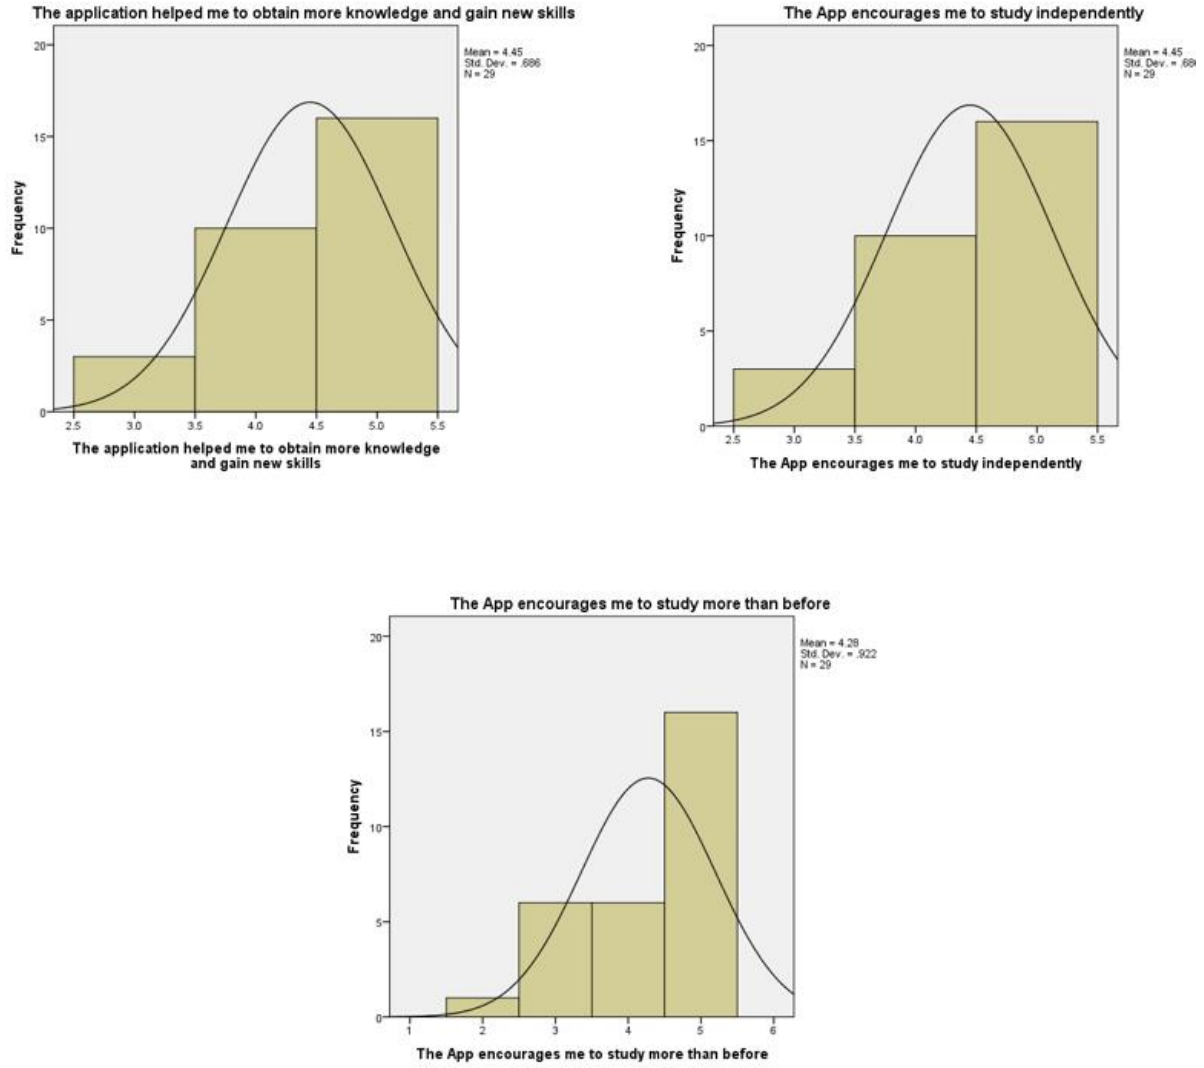 The application helped me to obtain more knowledge and gain new skills
Mean = 4.45
Std. Dev. = .686
N = 29
Frequency
20
15
10
5
0
2.5 3.0 3.5 4.0 4.5 5.0 5.5
The application helped me to obtain more knowledge
and gain new skills
The App encourages me to study independently
Mean = 4.45
Std. Dev. = .68
N = 29
Frequency
20
15
10
5
0
2.5 3.0 3.5 4.0 4.5 5.0 5.5
The App encourages me to study independently
The App encourages me to study more than before
Mean = 4.28
Std. Dev. = .922
N = 29
Frequency
20
15
10
5
0
1 2 3 4 5 6
The App encourages me to study more than before